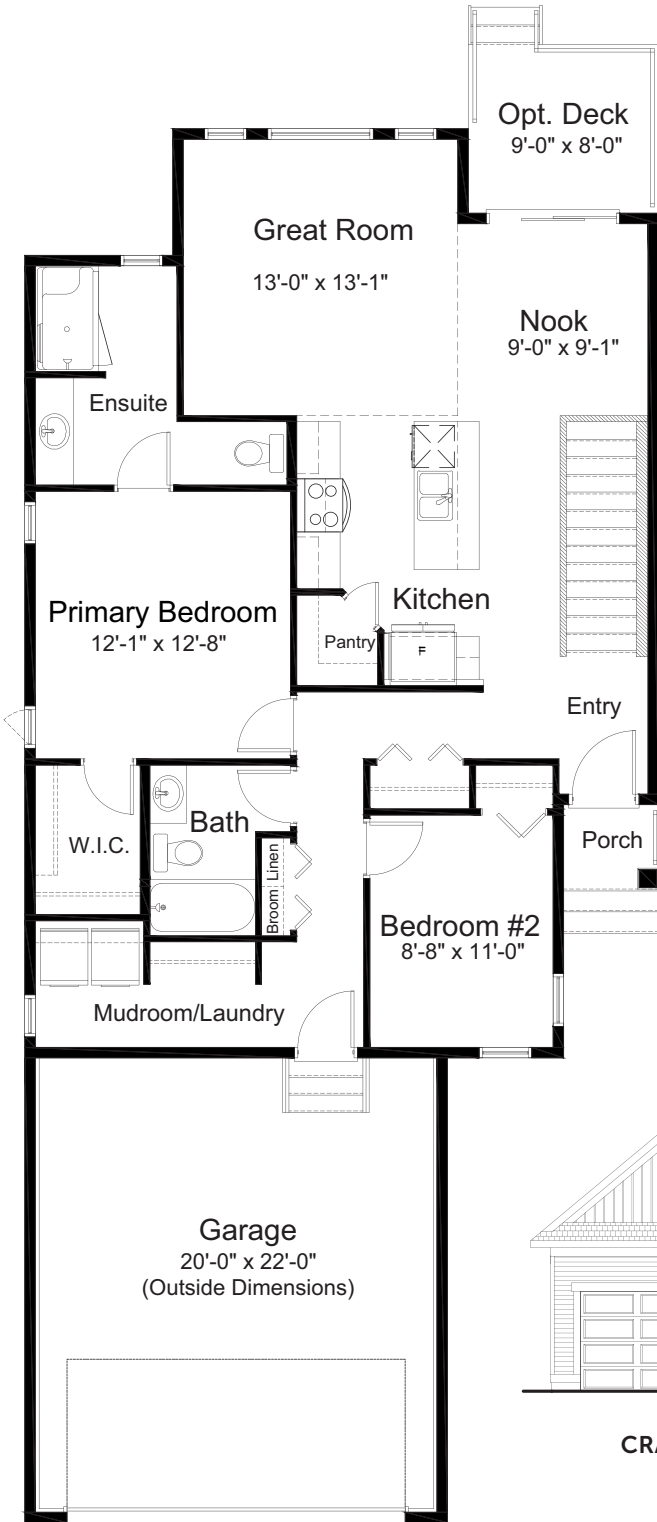 Opt. Deck
9'-0" x 8'-0"
Great Room
13'-0" x 13'-1"
Nook
9'-0" x 9'-1"
Ensuite
Primary Bedroom
12'-1" x 12'-8"
Kitchen
Pantry
F
Entry
Bath
W.I.C.
Broom Linen
Porch
Bedroom #2
8'-8" x 11'-0"
Mudroom/Laundry
Garage
20'-0" x 22'-0"
(Outside Dimensions)